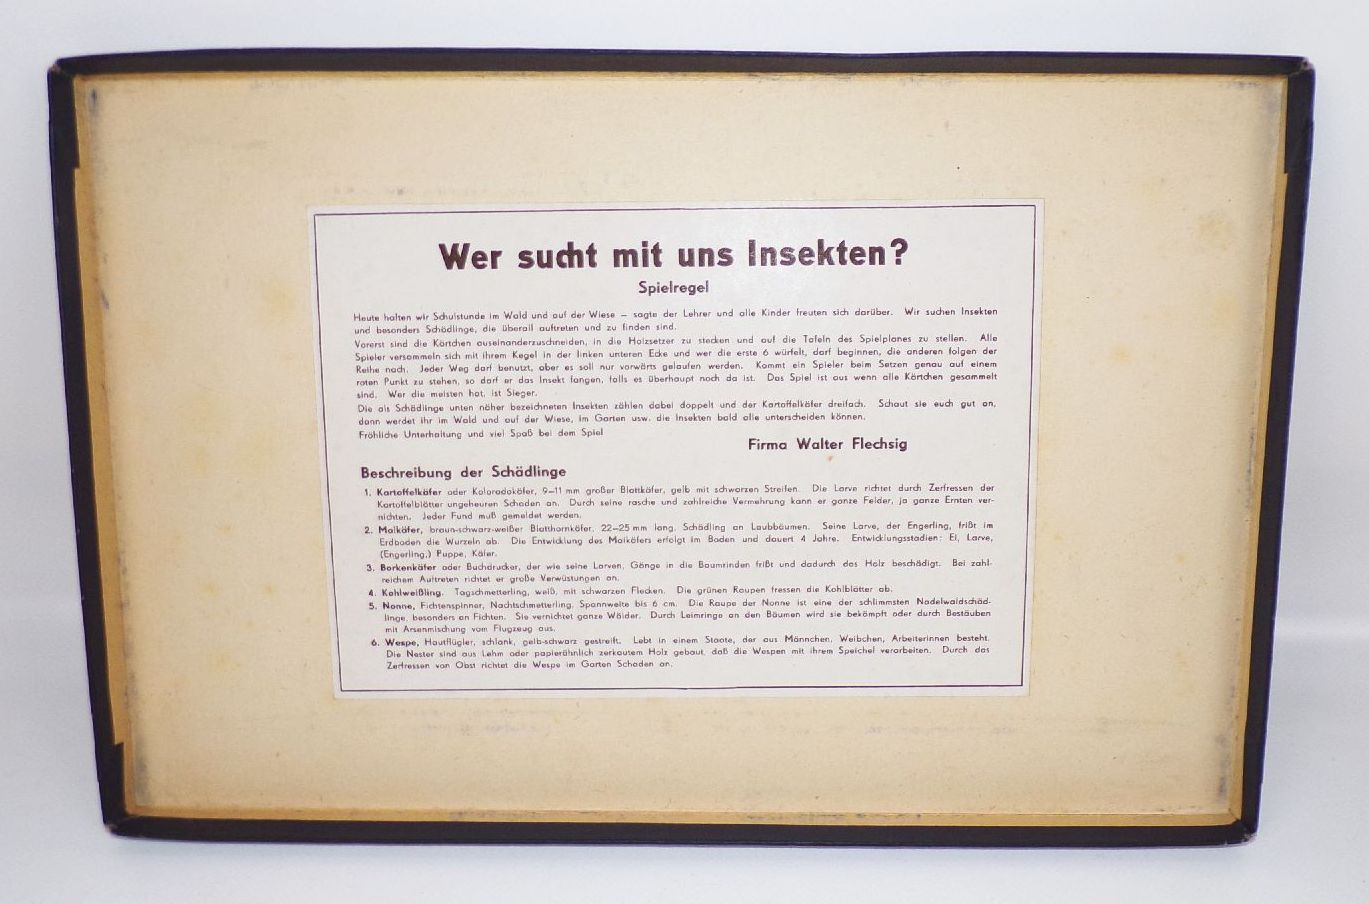 Wer sucht mit uns Insekten?
Spielregel
Heute halten wir Schulstunde im Wald und auf der Wiese – sagte der Lehrer und alle Kinder freuten sich darüber. Wir suchen Insekten
und besonders Schädlinge, die überall auftreten und zu finden sind.
Vorerst sind die Kärtchen auseinanderzuschneiden, in die Holzsetzer zu stecken und auf die Tafeln des Spielplanes zu stellen. Alle
Spieler versammeln sich mit ihrem Kegel in der linken unteren Ecke und wer die erste 6 würfelt, darf beginnen, die anderen folgen der
Reihe nach. Jeder Weg darf benutzt, aber es soll nur vorwärts gelaufen werden. Kommt ein Spieler beim Setzen genau auf einem
roten Punkt zu stehen, so darf er das Insekt fangen, falls es überhaupt noch da ist. Das Spiel ist aus wenn alle Kärtchen gesammelt
sind. Wer die meisten hat, ist Sieger.
Die als Schädlinge unten näher bezeichneten Insekten zählen dabei doppelt und der Kartoffelkäfer dreifach. Schaut sie euch gut an,
dann werdet ihr im Wald und auf der Wiese, im Garten usw. die Insekten bald alle unterscheiden können.
Fröhliche Unterhaltung und viel Spaß bei dem Spiel
Firma Walter Flechsig
Beschreibung der Schädlinge
1. Kartoffelkäfer oder Koloradokäfer, 9–11 mm großer Blattkäfer, gelb mit schwarzen Streifen. Die Larve richtet durch Zerfressen der
Kartoffelblätter ungeheuren Schaden an. Durch seine rasche und zahlreiche Vermehrung kann er ganze Felder, ja ganze Ernten ver-
nichten. Jeder Fund muß gemeldet werden.
2. Maikäfer, braun-schwarz-weißer Blatthornkäfer, 22–25 mm lang, Schädling an Laubbäumen. Seine Larve, der Engerling, frißt im
Erdboden die Wurzeln ab. Die Entwicklung des Maikäfers erfolgt im Boden und dauert 4 Jahre. Entwicklungsstadien: Ei, Larve,
(Engerling,) Puppe, Käfer.
3. Borkenkäfer oder Buchdrucker, der wie seine Larven, Gänge in die Baumrinden frißt und dadurch das Holz beschädigt. Bei zahl-
reichem Auftreten richtet er große Verwüstungen an.
4. Kohlweißling. Tagschmetterling, weiß, mit schwarzen Flecken. Die grünen Raupen fressen die Kohlblätter ab.
5. Nonne, Fichtenspinner, Nachtschmetterling, Spannweite bis 6 cm. Die Raupe der Nonne ist eine der schlimmsten Nadelwaldschäd-
linge, besonders an Fichten. Sie vernichtet ganze Wälder. Durch Leimringe an den Bäumen wird sie bekämpft oder durch Bestäuben
mit Arsenmischung vom Flugzeug aus.
6. Wespe, Hautflügler, schlank, gelb-schwarz gestreift. Lebt in einem Staate, der aus Männchen, Weibchen, Arbeiterinnen besteht.
Die Nester sind aus Lehm oder papierähnlich zerkautem Holz gebaut, daß die Wespen mit ihrem Speichel verarbeiten. Durch das
Zerfressen von Obst richtet die Wespe im Garten Schaden an.